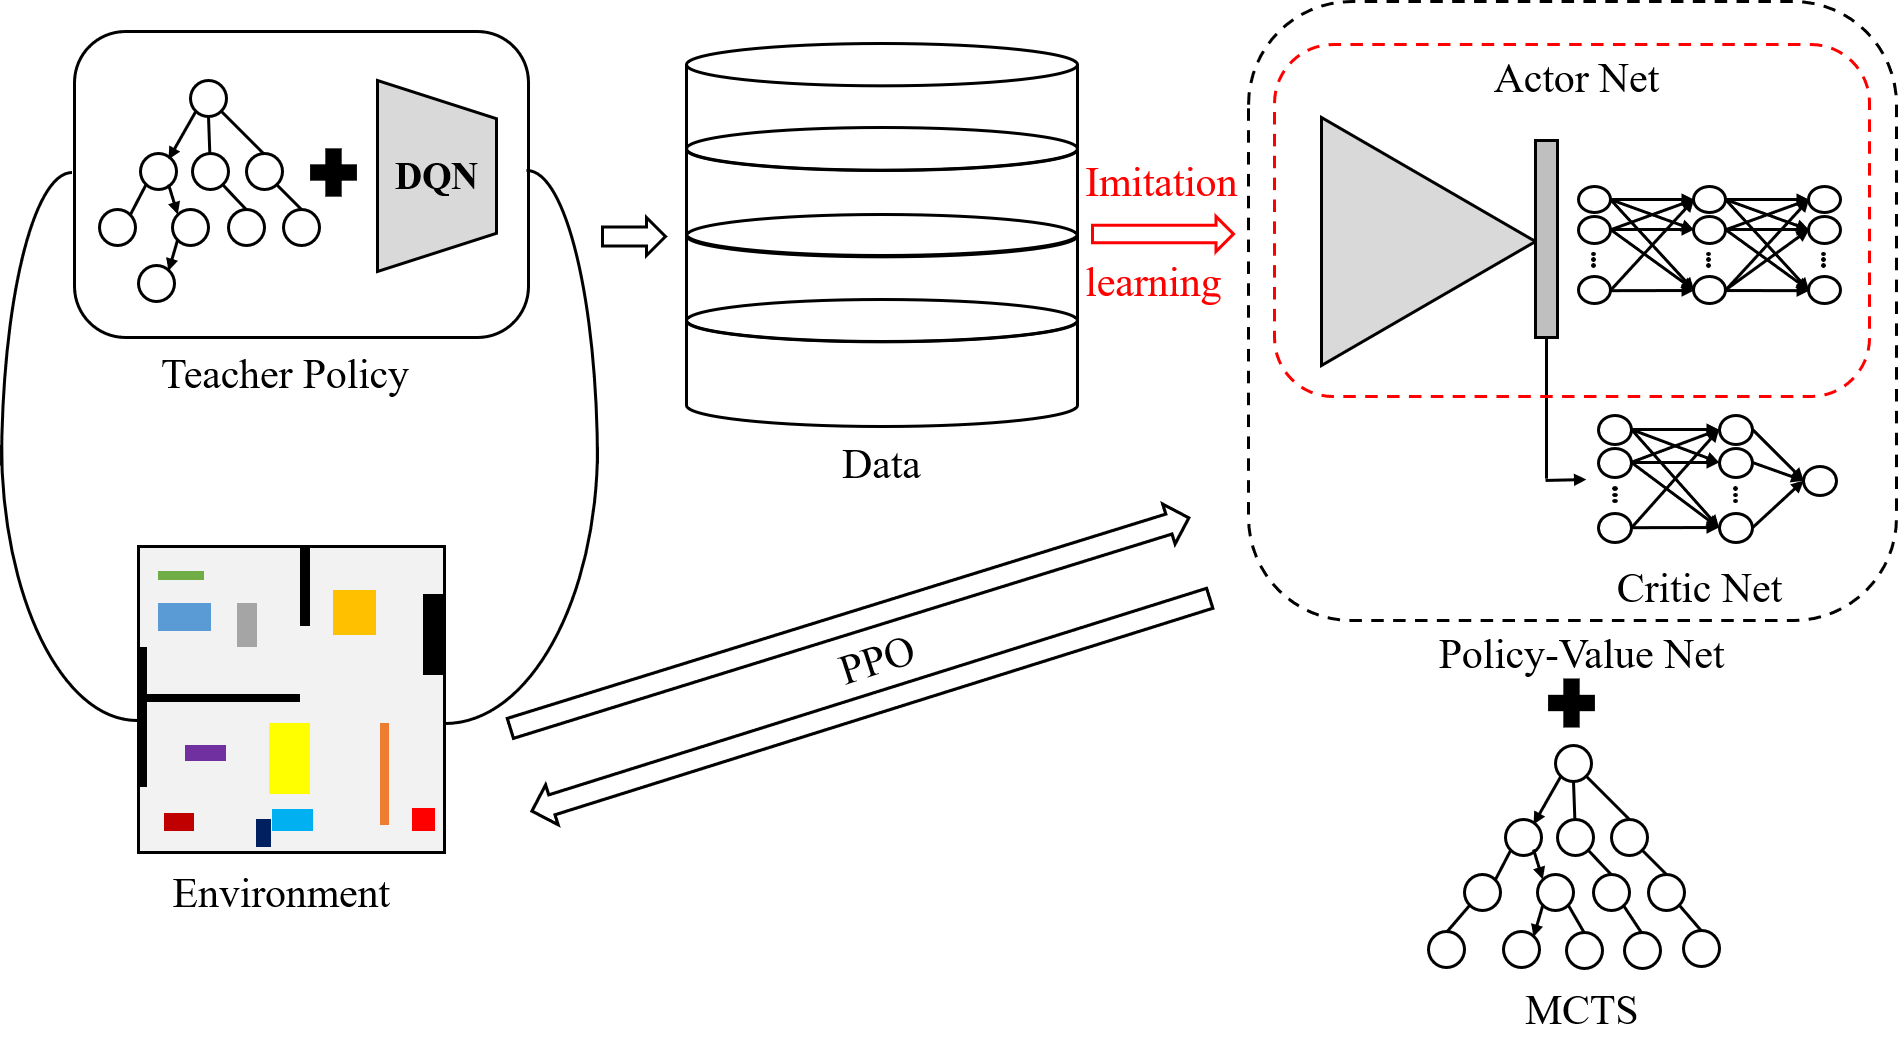 DQN
Teacher Policy
Data
Imitation
learning
Actor Net
Critic Net
Policy-Value Net
PPO
Environment
MCTS